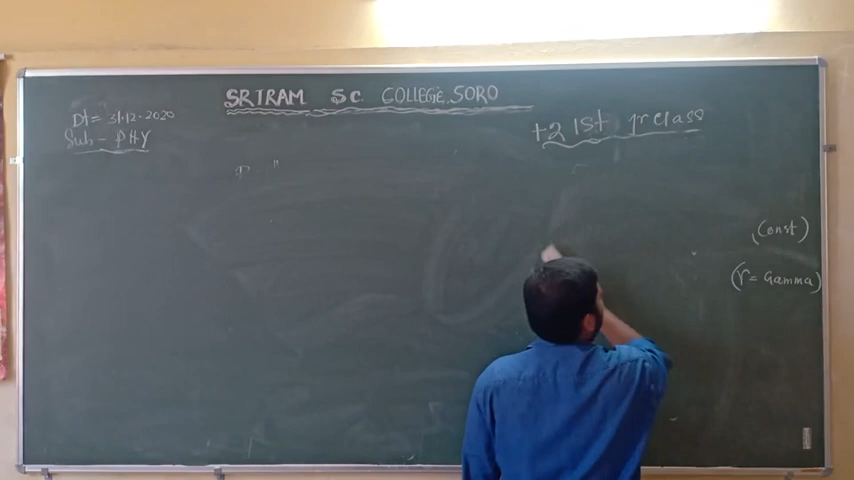 SRIRAM SC. COLLEGE, SORO
Dt = 31.12.2020
Sub - PHY
+2 1st yr class
(Const)
(γ = Gamma)